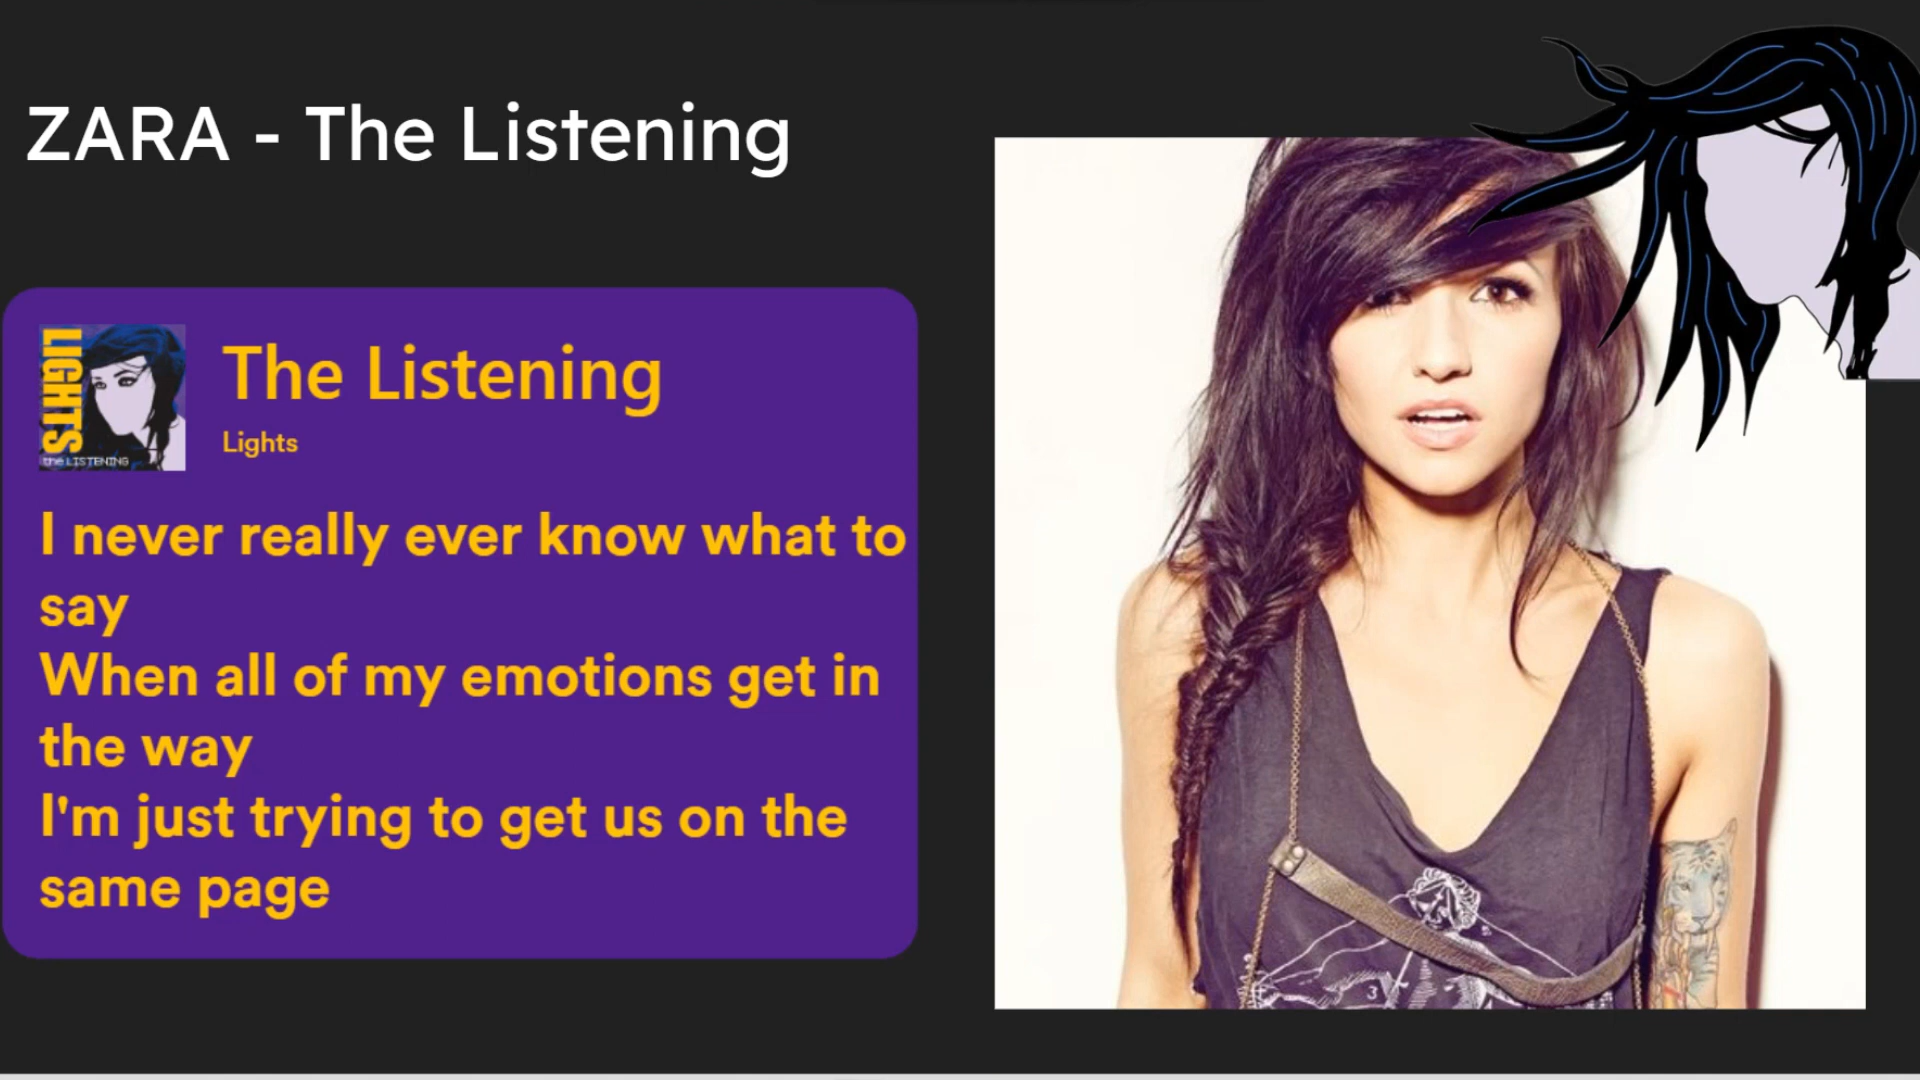 ZARA - The Listening
LIGHTS
the LISTENING
The Listening
Lights
I never really ever know what to
say
When all of my emotions get in
the way
I'm just trying to get us on the
same page
3